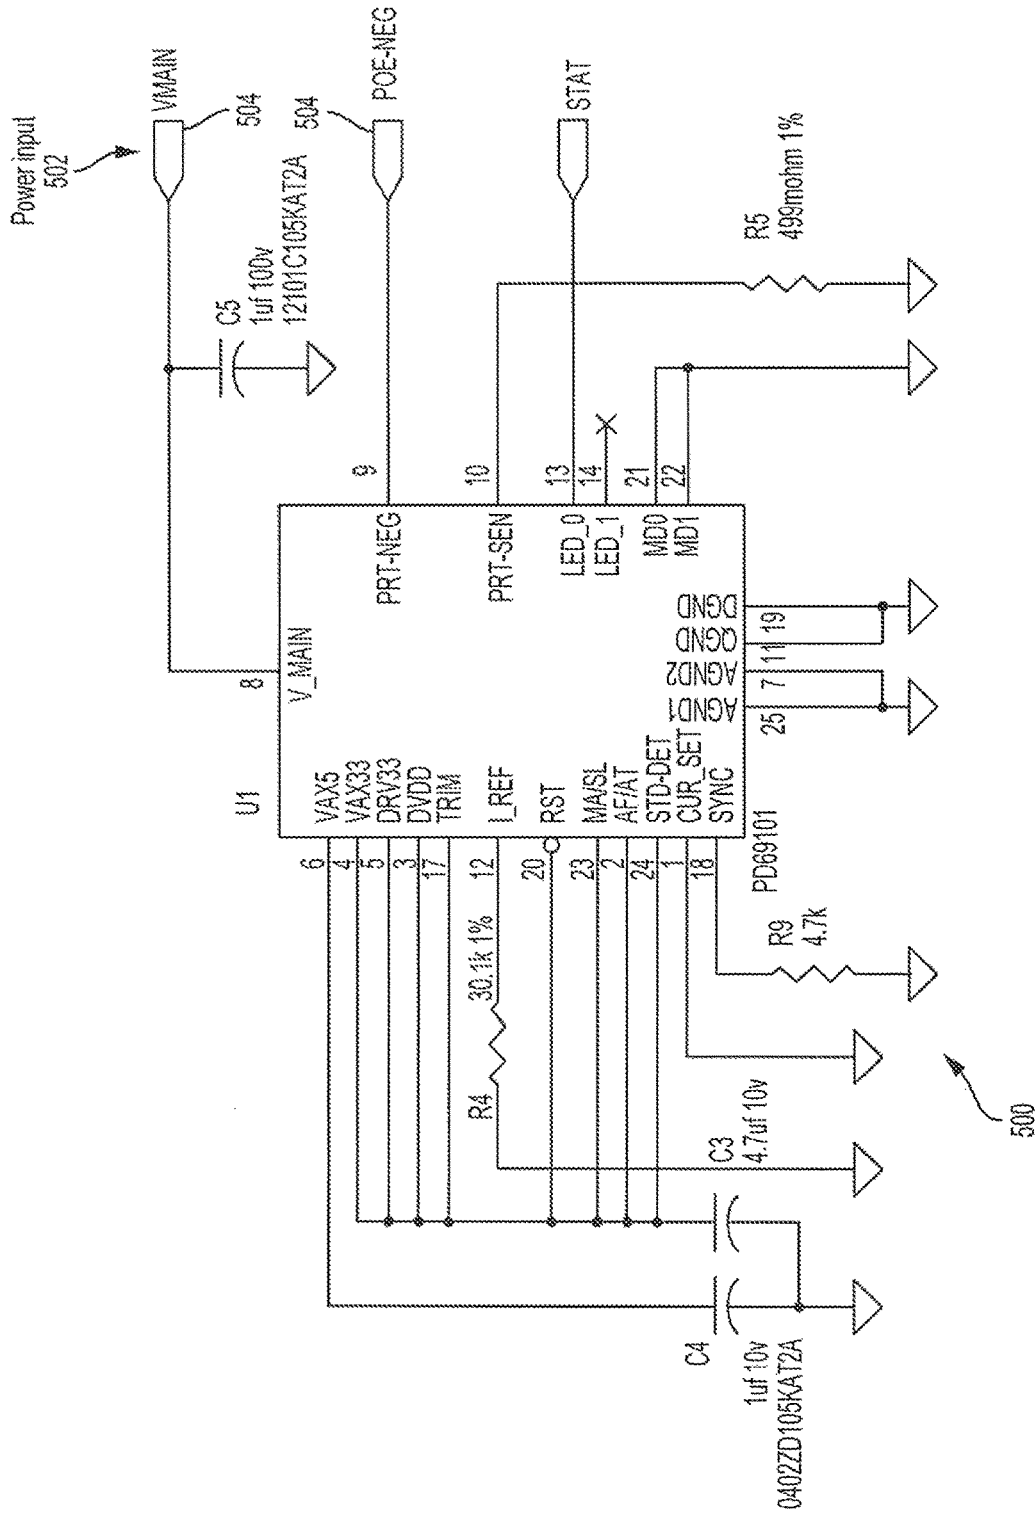 Power input
502
VMAIN
504
C5
1uf 100v
12101C105KAT2A
504
POE-NEG
STAT
R5
499mohm 1%
U1
8
V_MAIN
9
PRT-NEG
10
PRT-SEN
13
LED_0
14
LED_1
21
MD0
22
MD1
6
VAX5
4
VAX33
5
DRV33
3
DVDD
17
TRIM
12
I_REF
20
RST
23
MA/SL
2
AF/AT
24
STD-DET
1
CUR_SET
18
SYNC
AGND1
25
AGND2
7
QGND
11
DGND
19
PD69101
R4
30.1k 1%
R9
4.7k
C3
4.7uf 10v
C4
1uf 10v
0402ZD105KAT2A
500